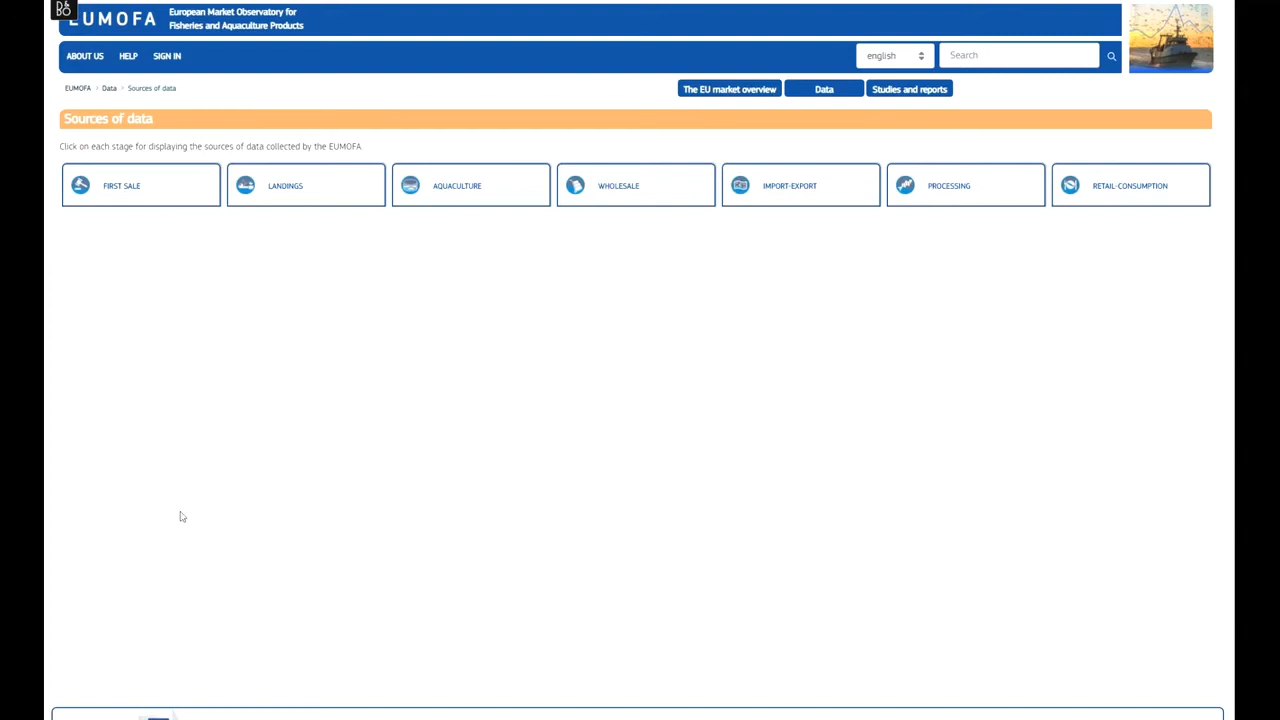 B&O
EUMOFA
European Market Observatory for
Fisheries and Aquaculture Products
ABOUT US HELP SIGN IN
english
Search
EUMOFA > Data > Sources of data
The EU market overview
Data
Studies and reports
Sources of data
Click on each stage for displaying the sources of data collected by the EUMOFA.
FIRST SALE
LANDINGS
AQUACULTURE
WHOLESALE
IMPORT-EXPORT
PROCESSING
RETAIL-CONSUMPTION